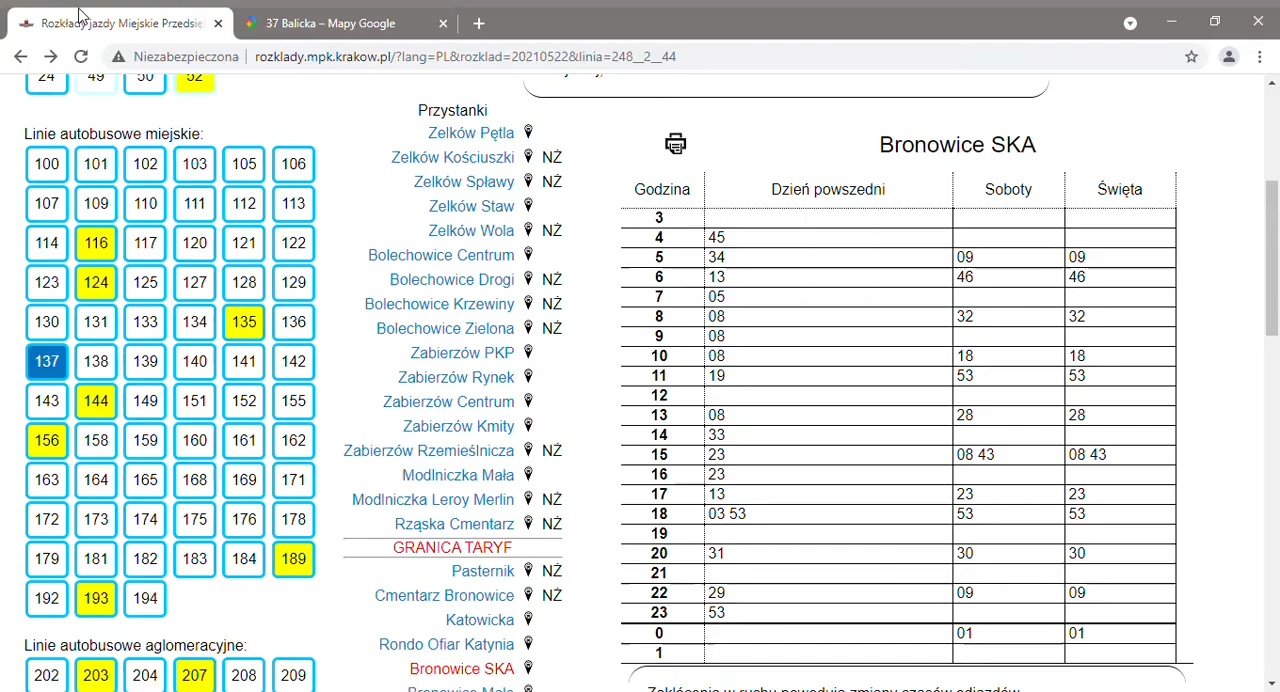 Rozkłady jazdy Miejskie Przedsię
37 Balicka – Mapy Google
Niezabezpieczona
rozklady.mpk.krakow.pl/?lang=PL&rozklad=20210522&linia=248__2__44
24 49 50 52
Linie autobusowe miejskie:
100 101 102 103 105 106
107 109 110 111 112 113
114 116 117 120 121 122
123 124 125 127 128 129
130 131 133 134 135 136
137 138 139 140 141 142
143 144 149 151 152 155
156 158 159 160 161 162
163 164 165 168 169 171
172 173 174 175 176 178
179 181 182 183 184 189
192 193 194
Linie autobusowe aglomeracyjne:
202 203 204 207 208 209
Przystanki
Zelków Pętla
Zelków Kościuszki NŻ
Zelków Spławy NŻ
Zelków Staw
Zelków Wola NŻ
Bolechowice Centrum
Bolechowice Drogi NŻ
Bolechowice Krzewiny NŻ
Bolechowice Zielona NŻ
Zabierzów PKP
Zabierzów Rynek
Zabierzów Centrum
Zabierzów Kmity
Zabierzów Rzemieślnicza NŻ
Modlniczka Mała
Modlniczka Leroy Merlin NŻ
Rząska Cmentarz NŻ
GRANICA TARYF
Pasternik NŻ
Cmentarz Bronowice NŻ
Katowicka
Rondo Ofiar Katynia
Bronowice SKA
Bronowice Małe
Bronowice SKA
Godzina Dzień powszedni Soboty Święta
3
4 45
5 34 09 09
6 13 46 46
7 05
8 08 32 32
9 08
10 08 18 18
11 19 53 53
12
13 08 28 28
14 33
15 23 08 43 08 43
16 23
17 13 23 23
18 03 53 53 53
19
20 31 30 30
21
22 29 09 09
23 53
0 01 01
1
Zakłócenia w ruchu powodują zmiany czasów odjazdów